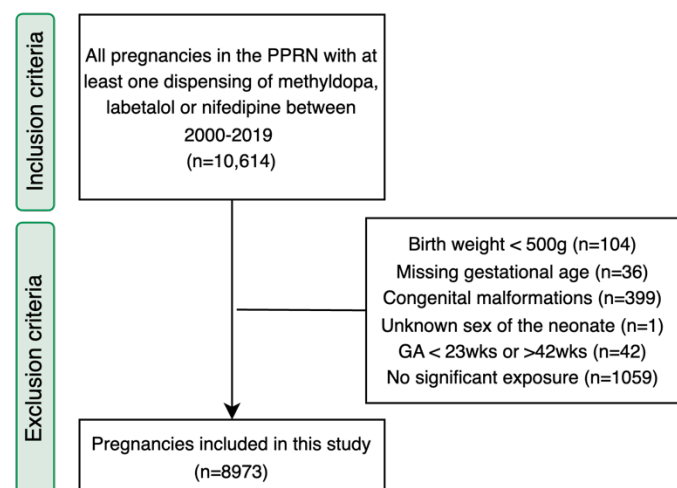 Inclusion criteria
All pregnancies in the PPRN with at
least one dispensing of methyldopa,
labetalol or nifedipine between
2000-2019
(n=10,614)
Exclusion criteria
Birth weight < 500g (n=104)
Missing gestational age (n=36)
Congenital malformations (n=399)
Unknown sex of the neonate (n=1)
GA < 23wks or >42wks (n=42)
No significant exposure (n=1059)
Pregnancies included in this study
(n=8973)